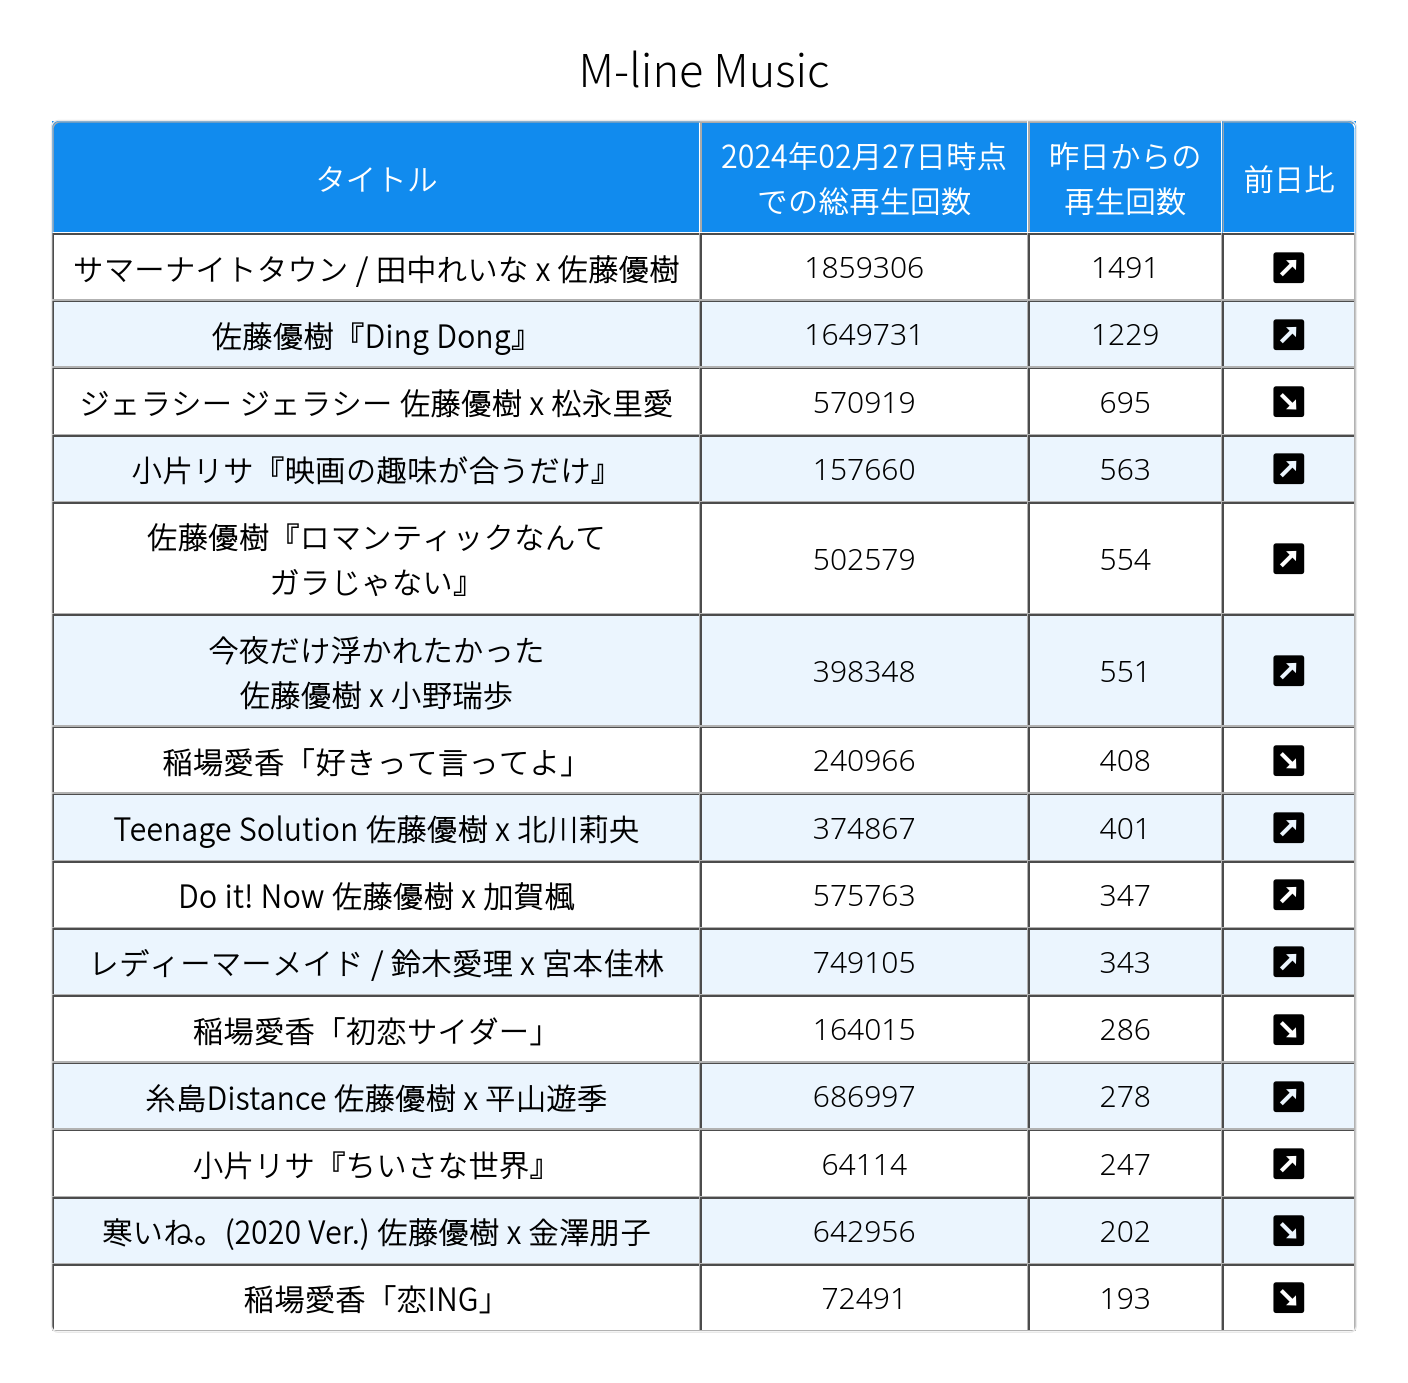 M-line Music
タイトル
2024年02月27日時点
での総再生回数
昨日からの
再生回数
前日比
サマーナイトタウン / 田中れいな x 佐藤優樹
1859306
1491
佐藤優樹『Ding Dong』
1649731
1229
ジェラシー ジェラシー 佐藤優樹 x 松永里愛
570919
695
小片リサ『映画の趣味が合うだけ』
157660
563
佐藤優樹『ロマンティックなんて
ガラじゃない』
502579
554
今夜だけ浮かれたかった
佐藤優樹 x 小野瑞歩
398348
551
稲場愛香「好きって言ってよ」
240966
408
Teenage Solution 佐藤優樹 x 北川莉央
374867
401
Do it! Now 佐藤優樹 x 加賀楓
575763
347
レディーマーメイド / 鈴木愛理 x 宮本佳林
749105
343
稲場愛香「初恋サイダー」
164015
286
糸島Distance 佐藤優樹 x 平山遊季
686997
278
小片リサ『ちいさな世界』
64114
247
寒いね。(2020 Ver.) 佐藤優樹 x 金澤朋子
642956
202
稲場愛香「恋ING」
72491
193